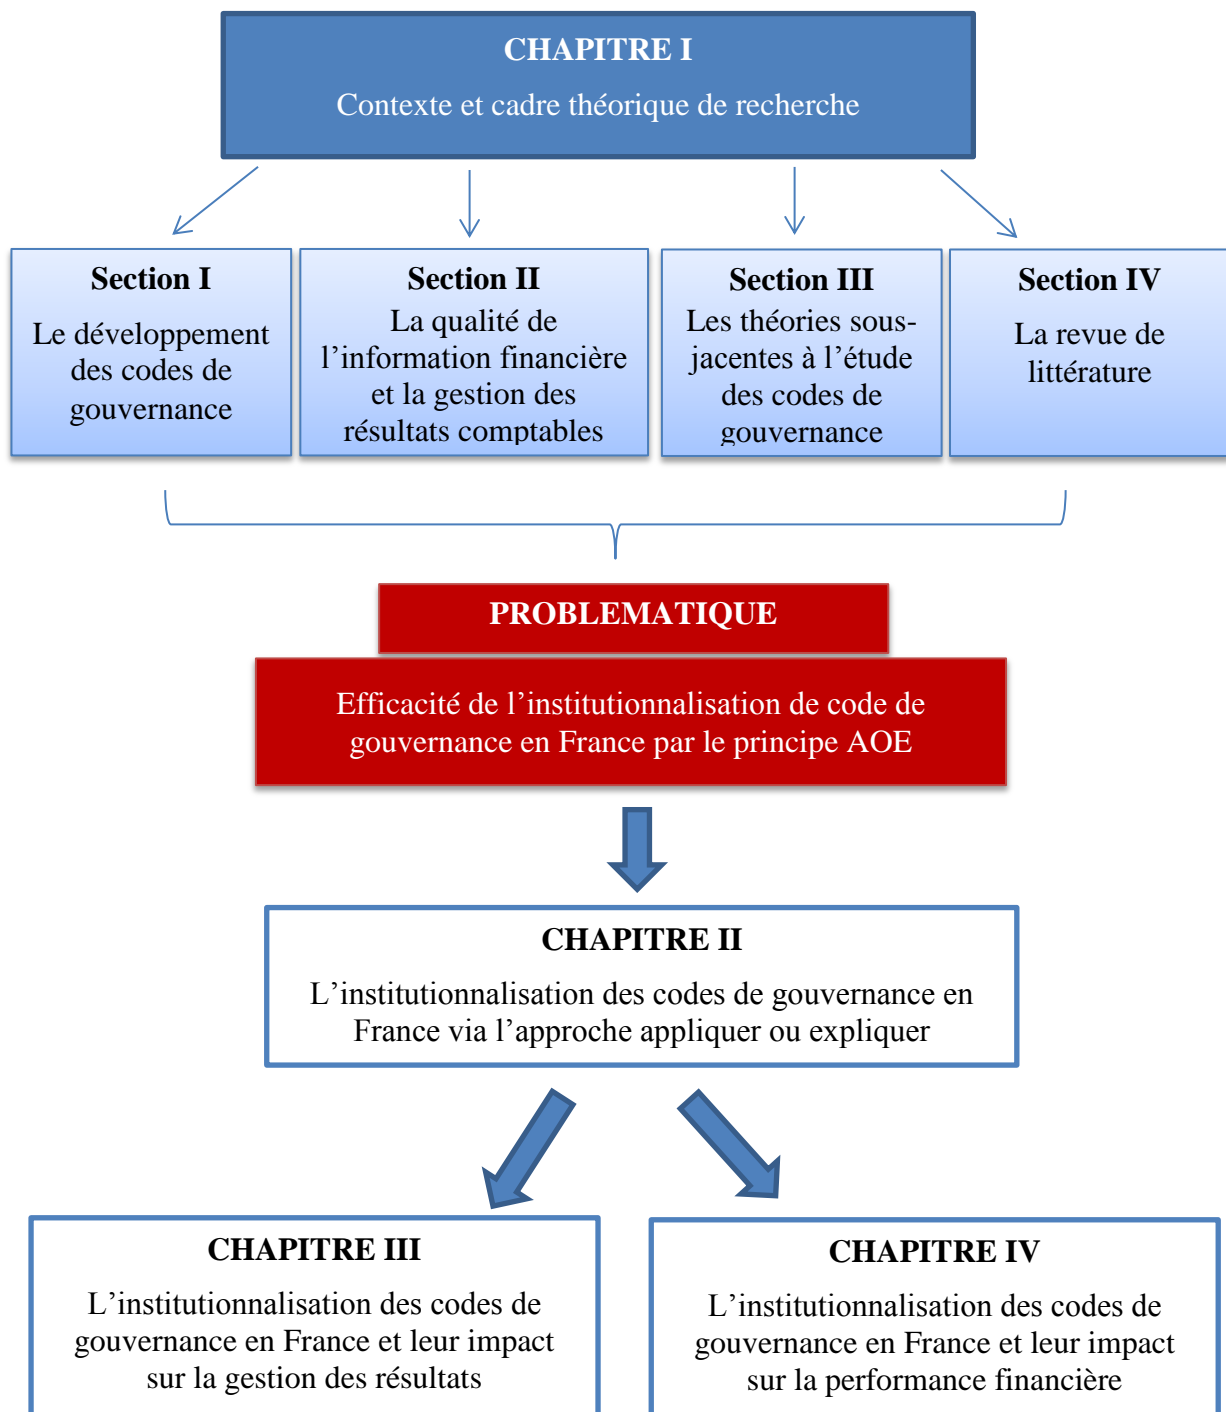 CHAPITRE I
Contexte et cadre théorique de recherche
Section I
Le développement
des codes de
gouvernance
Section II
La qualité de
l’information financière
et la gestion des
résultats comptables
Section III
Les théories sous-
jacentes à l’étude
des codes de
gouvernance
Section IV
La revue de
littérature
PROBLEMATIQUE
Efficacité de l’institutionnalisation de code de
gouvernance en France par le principe AOE
CHAPITRE II
L’institutionnalisation des codes de gouvernance en
France via l’approche appliquer ou expliquer
CHAPITRE III
L’institutionnalisation des codes de
gouvernance en France et leur impact
sur la gestion des résultats
CHAPITRE IV
L’institutionnalisation des codes de
gouvernance en France et leur impact
sur la performance financière